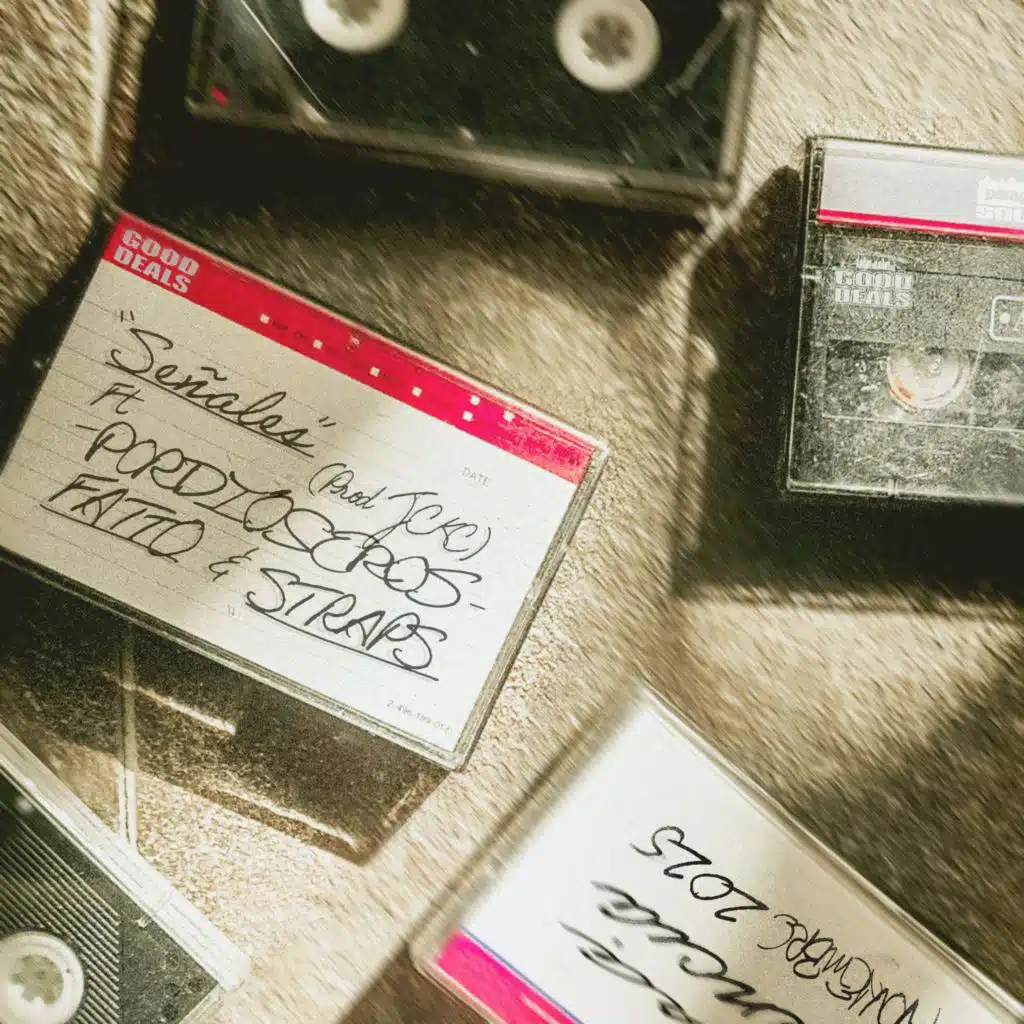 GOOD
DEALS
"Señales"
Ft
(Prod JCKC)
-PORDIOSEROS-
FATTO & STRAPS
DATE
GOOD
DEALS
NOVIEMBRE 2025